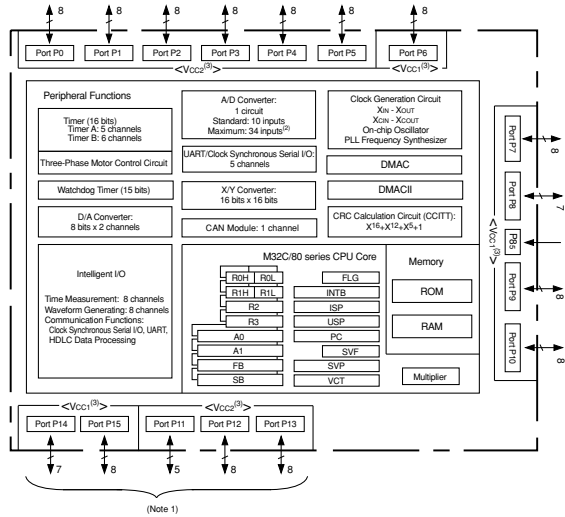 8 8 8 8 8 8 8
Port P0 Port P1 Port P2 Port P3 Port P4 Port P5 Port P6
<VCC2(3)> <VCC1(3)>
Peripheral Functions
Timer (16 bits)
Timer A: 5 channels
Timer B: 6 channels
Three-Phase Motor Control Circuit
Watchdog Timer (15 bits)
D/A Converter:
8 bits x 2 channels
Intelligent I/O
Time Measurement: 8 channels
Waveform Generating: 8 channels
Communication Functions:
Clock Synchronous Serial I/O, UART,
HDLC Data Processing
A/D Converter:
1 circuit
Standard: 10 inputs
Maximum: 34 inputs(2)
UART/Clock Synchronous Serial I/O:
5 channels
X/Y Converter:
16 bits x 16 bits
CAN Module: 1 channel
Clock Generation Circuit
XIN - XOUT
XCIN - XCOUT
On-chip Oscillator
PLL Frequency Synthesizer
DMAC
DMACII
CRC Calculation Circuit (CCITT):
X16+X12+X5+1
M32C/80 series CPU Core
R0H R0L
R1H R1L
R2
R3
A0
A1
FB
SB
FLG
INTB
ISP
USP
PC
SVF
SVP
VCT
Memory
ROM
RAM
Multiplier
<VCC1(3)>
Port P7 8
Port P8 7
P85
Port P9 8
Port P10 8
<VCC1(3)> <VCC2(3)>
Port P14 Port P15 Port P11 Port P12 Port P13
7 8 5 8 8
(Note 1)